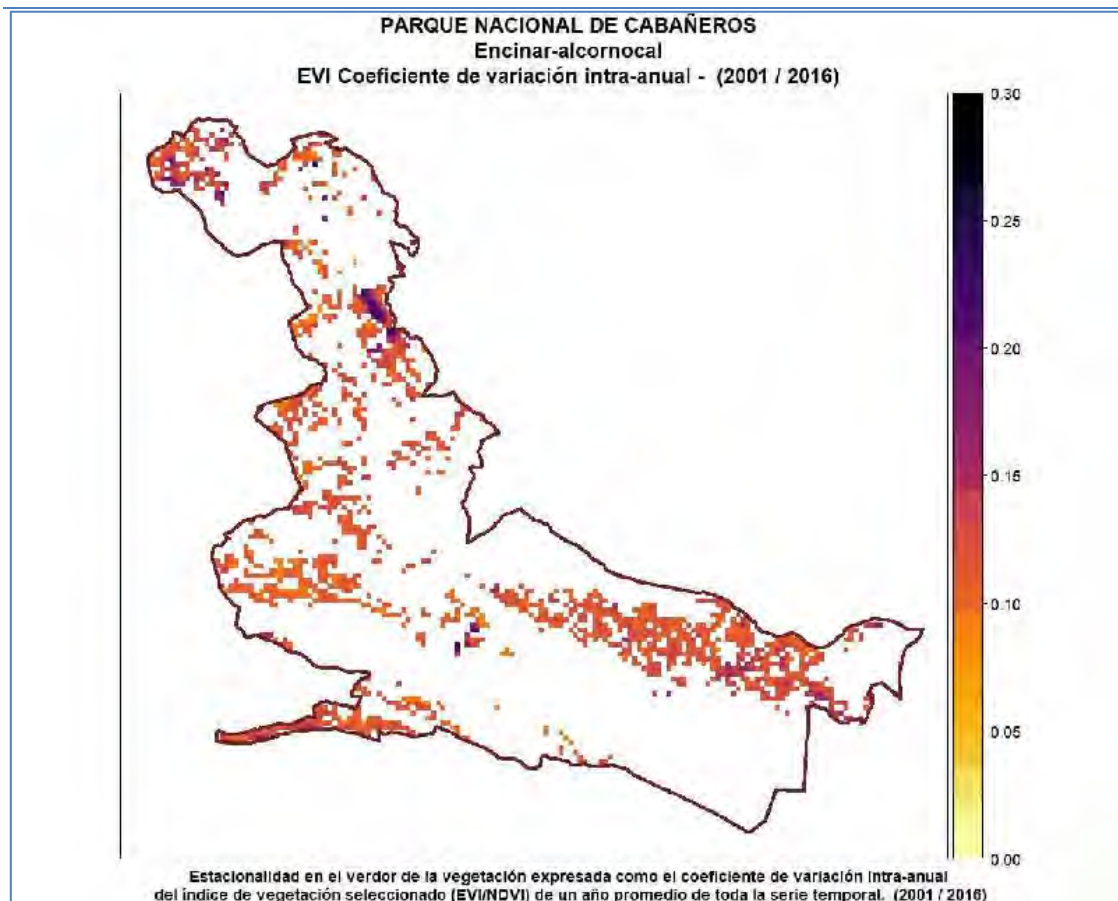 PARQUE NACIONAL DE CABAÑEROS
Encinar-alcornocal
EVI Coeficiente de variación intra-anual - (2001 / 2016)
0.30
0.25
0.20
0.15
0.10
0.05
0.00
Estacionalidad en el verdor de la vegetación expresada como el coeficiente de variación intra-anual
del índice de vegetación seleccionado (EVI/NDVI) de un año promedio de toda la serie temporal. (2001 / 2016)